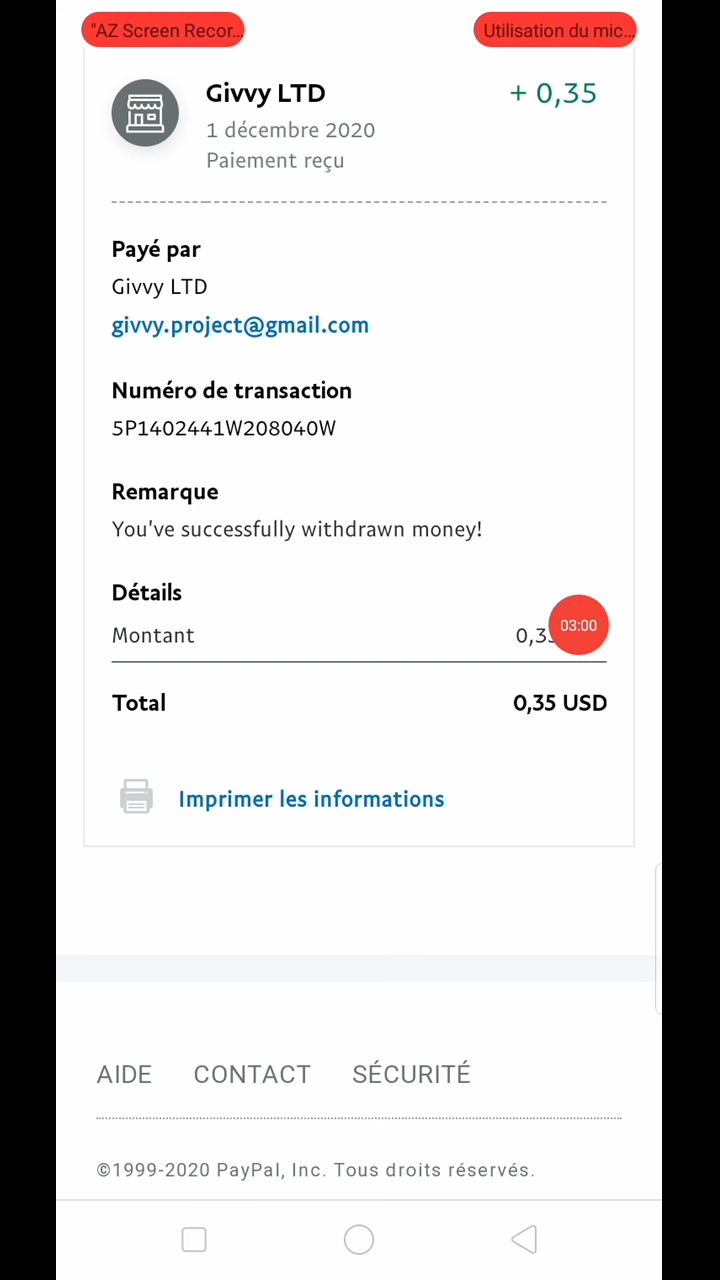 "AZ Screen Recor...
Utilisation du mic...
Givvy LTD
+ 0,35
1 décembre 2020
Paiement reçu
Payé par
Givvy LTD
givvy.project@gmail.com
Numéro de transaction
5P1402441W208040W
Remarque
You've successfully withdrawn money!
Détails
Montant
0,3
03:00
Total
0,35 USD
Imprimer les informations
AIDE
CONTACT
SÉCURITÉ
©1999-2020 PayPal, Inc. Tous droits réservés.